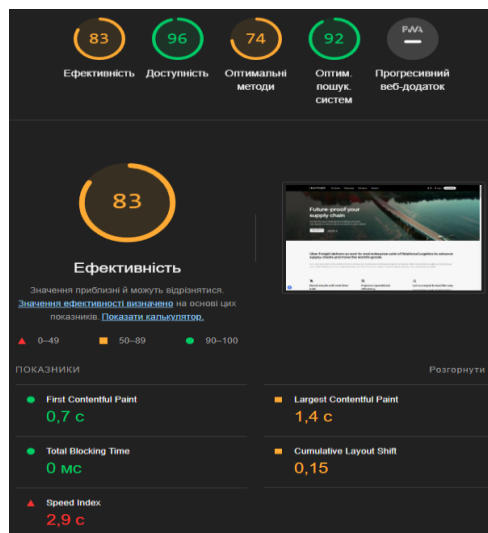 83
96
74
92
PWA
Ефективність
Доступність
Оптимальні
методи
Оптим.
пошук.
систем
Прогресивний
веб-додаток
83
Ефективність
Значення приблизні й можуть відрізнятися.
Значення ефективності визначено на основі цих
показників. Показати калькулятор.
0–49
50–89
90–100
Future-proof your
supply chain
ПОКАЗНИКИ
Розгорнути
First Contentful Paint
0,7 с
Largest Contentful Paint
1,4 с
Total Blocking Time
0 мс
Cumulative Layout Shift
0,15
Speed Index
2,9 с